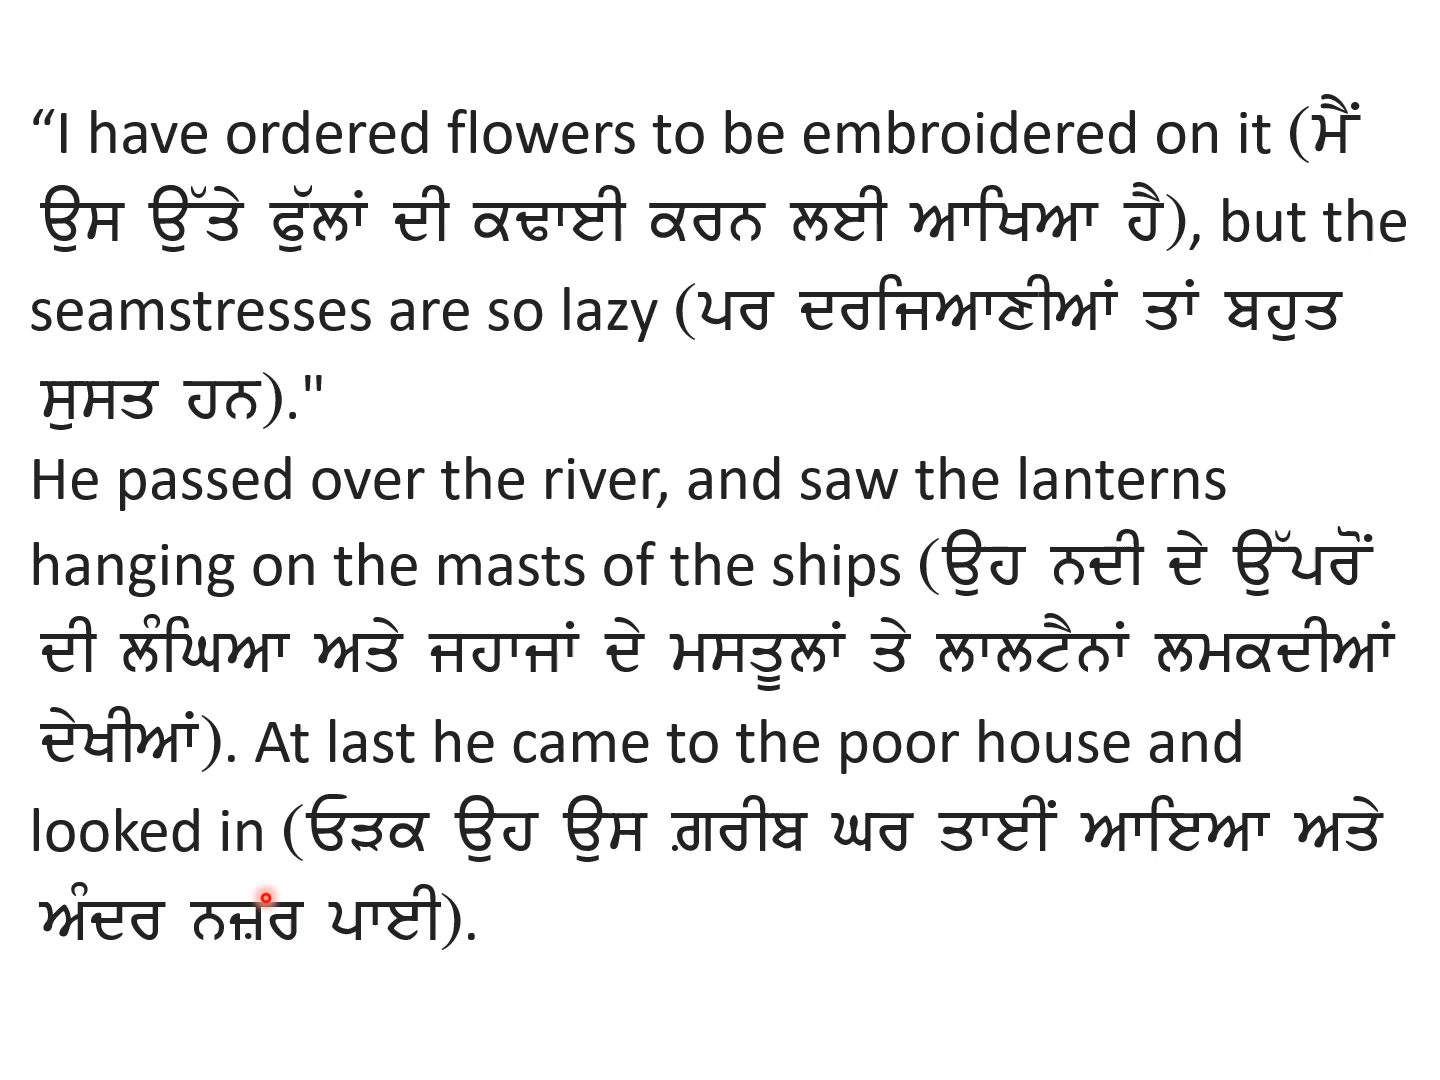 “I have ordered flowers to be embroidered on it (ਮੈਂ
ਉਸ ਉੱਤੇ ਫੁੱਲਾਂ ਦੀ ਕਢਾਈ ਕਰਨ ਲਈ ਆਖਿਆ ਹੈ), but the
seamstresses are so lazy (ਪਰ ਦਰਜਿਆਣੀਆਂ ਤਾਂ ਬਹੁਤ
ਸੁਸਤ ਹਨ)."
He passed over the river, and saw the lanterns
hanging on the masts of the ships (ਉਹ ਨਦੀ ਦੇ ਉੱਪਰੋਂ
ਦੀ ਲੰਘਿਆ ਅਤੇ ਜਹਾਜਾਂ ਦੇ ਮਸਤੂਲਾਂ ਤੇ ਲਾਲਟੈਨਾਂ ਲਮਕਦੀਆਂ
ਦੇਖੀਆਂ). At last he came to the poor house and
looked in (ਓੜਕ ਉਹ ਉਸ ਗ਼ਰੀਬ ਘਰ ਤਾਈਂ ਆਇਆ ਅਤੇ
ਅੰਦਰ ਨਜ਼ਰ ਪਾਈ).